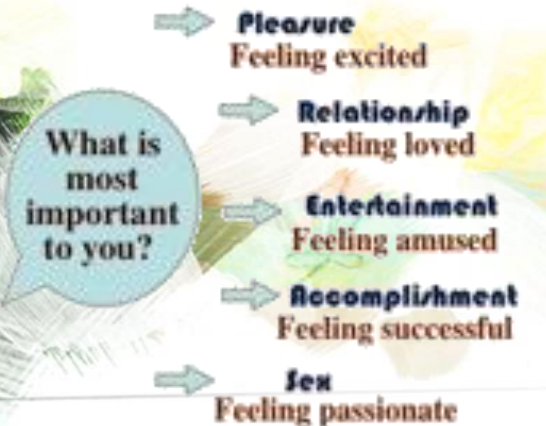 Pleasure
Feeling excited
Relationship
Feeling loved
What is
most
important
to you?
Entertainment
Feeling amused
Accomplishment
Feeling successful
Sex
Feeling passionate